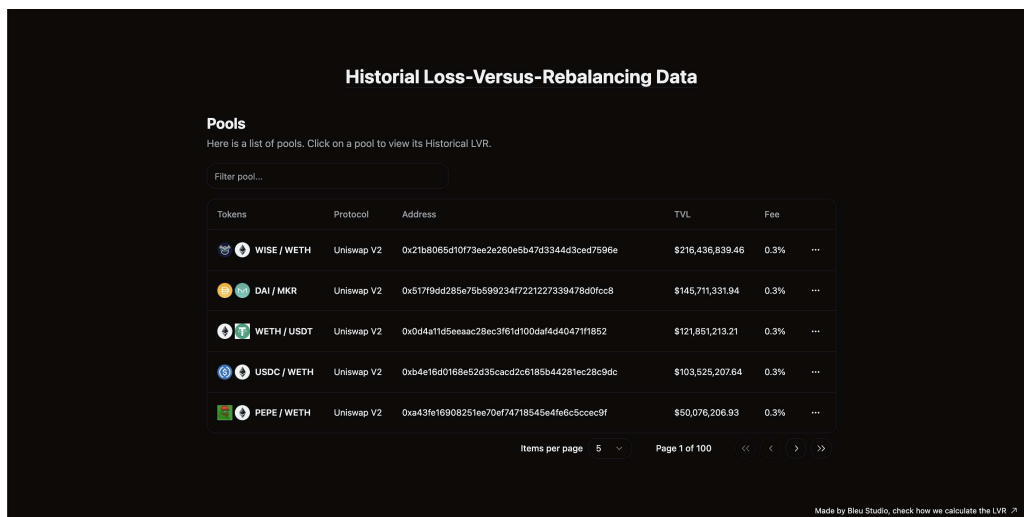 Historial Loss-Versus-Rebalancing Data
Pools
Here is a list of pools. Click on a pool to view its Historical LVR.
Filter pool...
Tokens Protocol Address TVL Fee
WISE / WETH Uniswap V2 0x21b8065d10f73ee2e260e5b47d3344d3ced7596e $216,436,839.46 0.3% ...
DAI / MKR Uniswap V2 0x517f9dd285e75b599234f7221227339478d0fcc8 $145,711,331.94 0.3% ...
WETH / USDT Uniswap V2 0x0d4a11d5eeaac28ec3f61d100daf4d40471f1852 $121,851,213.21 0.3% ...
USDC / WETH Uniswap V2 0xb4e16d0168e52d35cacd2c6185b44281ec28c9dc $103,525,207.64 0.3% ...
PEPE / WETH Uniswap V2 0xa43fe16908251ee70ef74718545e4fe6c5ccec9f $50,076,206.93 0.3% ...
Items per page 5 Page 1 of 100
Made by Bleu Studio, check how we calculate the LVR